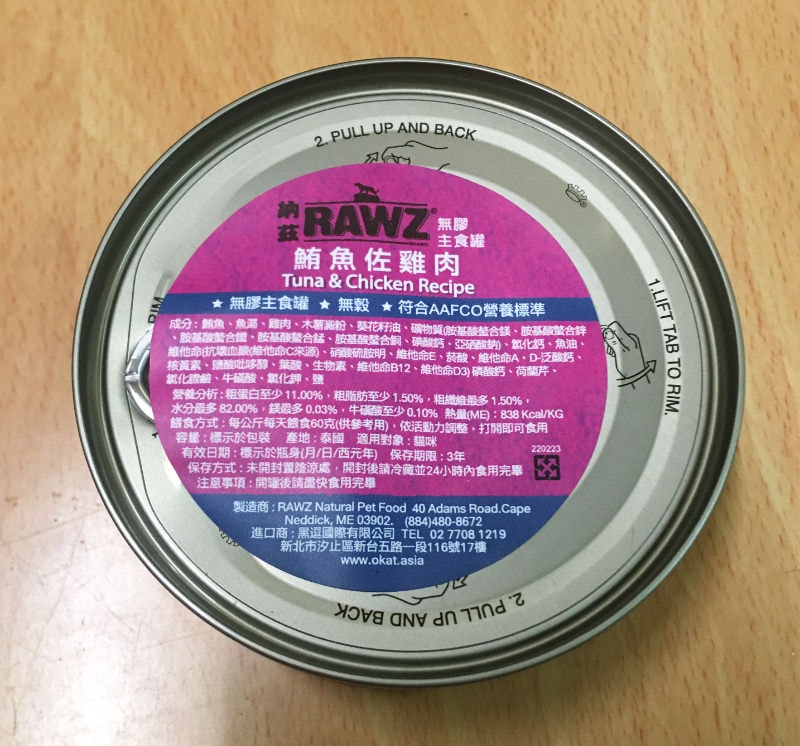 2. PULL UP AND BACK
納茲 RAWZ® 無膠
BRAND 主食罐
鮪魚佐雞肉
Tuna & Chicken Recipe
★ 無膠主食罐 ★ 無穀 ★ 符合AAFCO營養標準
成分：鮪魚、魚湯、雞肉、木薯澱粉、葵花籽油、礦物質(胺基酸螯合鎂、胺基酸螯合鋅
、胺基酸螯合鐵、胺基酸螯合錳、胺基酸螯合銅、碘酸鈣、亞硒酸鈉)、氯化鈣、魚油、
維他命(抗壞血酸(維他命C來源)、硝酸硫胺明、維他命E、菸酸、維他命A、D-泛酸鈣、
核黃素、鹽酸吡哆醇、葉酸、生物素、維他命B12、維他命D3) 磷酸鈣、荷蘭芹、
氯化膽鹼、牛磺酸、氯化鉀、鹽
營養分析：粗蛋白至少 11.00%，粗脂肪至少 1.50%，粗纖維最多 1.50%，
水分最多 82.00%，鎂最多 0.03%，牛磺酸至少 0.10% 熱量(ME)：838 Kcal/KG
餵食方式：每公斤每天餵食60克(供參考用)，依活動力調整，打開即可食用
容量：標示於包裝 產地：泰國 適用對象：貓咪
有效日期：標示於瓶身(月/日/西元年) 保存期限：3年
220223
保存方式：未開封置陰涼處，開封後請冷藏並24小時內食用完畢
注意事項：開罐後請盡快食用完畢
製造商：RAWZ Natural Pet Food 40 Adams Road.Cape
Neddick, ME 03902. (884)480-8672
進口商：黑逗國際有限公司 TEL 02 7708 1219
新北市汐止區新台五路一段116號17樓
www.okat.asia
1.LIFT TAB TO RIM.
RIM
2. PULL UP AND BACK